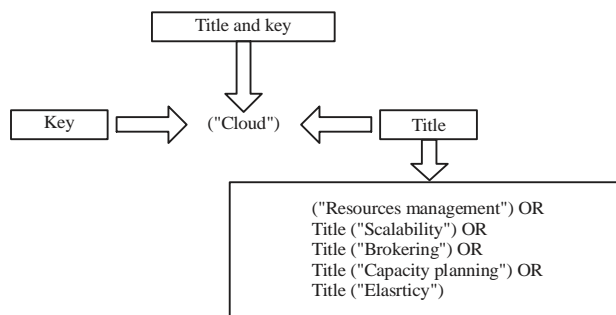 Title and key
Key
("Cloud")
Title
("Resources management") OR
Title ("Scalability") OR
Title ("Brokering") OR
Title ("Capacity planning") OR
Title ("Elasrticy")